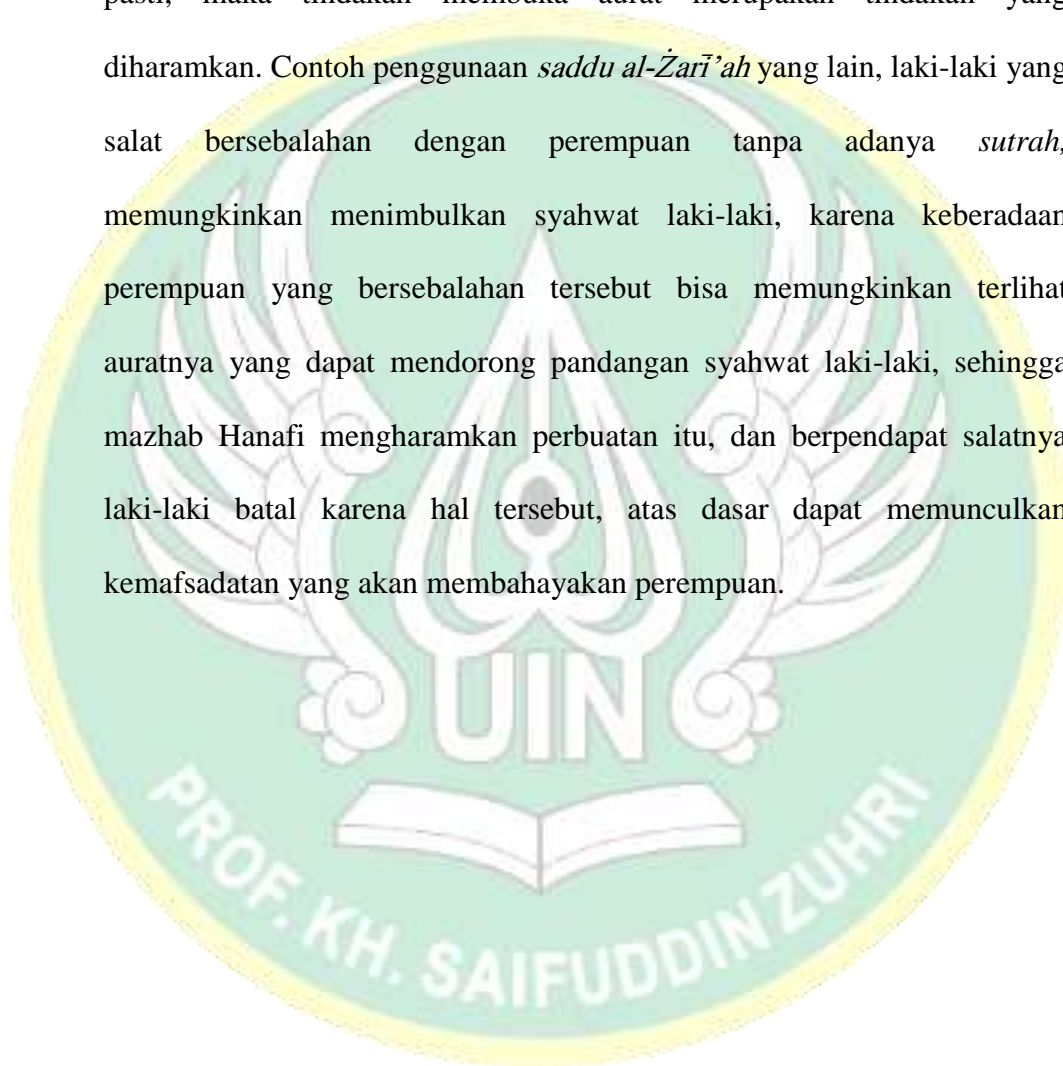 pasti, maka tindakan membuka aurat merupakan tindakan yang
diharamkan. Contoh penggunaan saddu al-Żarī’ah yang lain, laki-laki yang
salat bersebalahan dengan perempuan tanpa adanya sutrah,
memungkinkan menimbulkan syahwat laki-laki, karena keberadaan
perempuan yang bersebalahan tersebut bisa memungkinkan terlihat
auratnya yang dapat mendorong pandangan syahwat laki-laki, sehingga
mazhab Hanafi mengharamkan perbuatan itu, dan berpendapat salatnya
laki-laki batal karena hal tersebut, atas dasar dapat memunculkan
kemafsadatan yang akan membahayakan perempuan.
UIN
PROF. KH. SAIFUDDIN ZUHRI